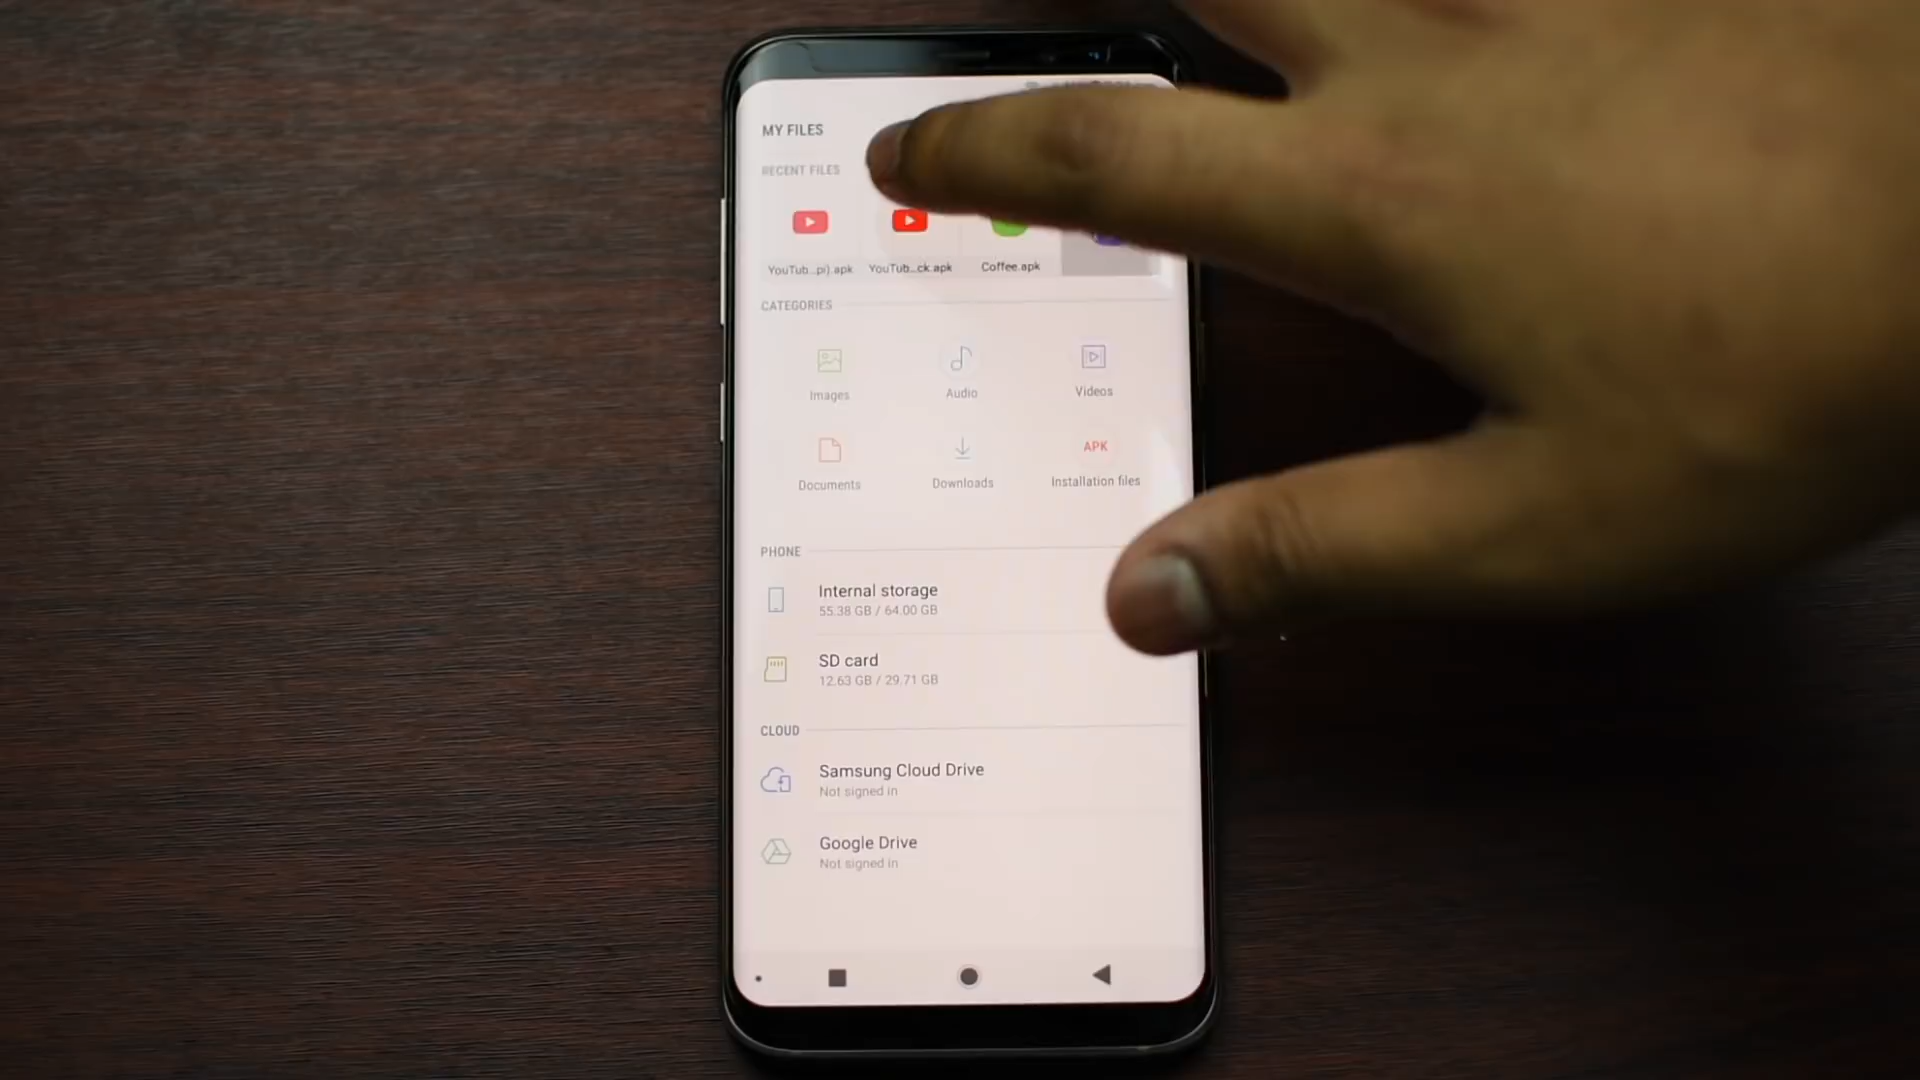 MY FILES
RECENT FILES
YouTub...pi).apk YouTub...ck.apk Coffee.apk
CATEGORIES
Images Audio Videos
APK
Documents Downloads Installation files
PHONE
Internal storage
55.38 GB / 64.00 GB
SD card
12.63 GB / 29.71 GB
CLOUD
Samsung Cloud Drive
Not signed in
Google Drive
Not signed in